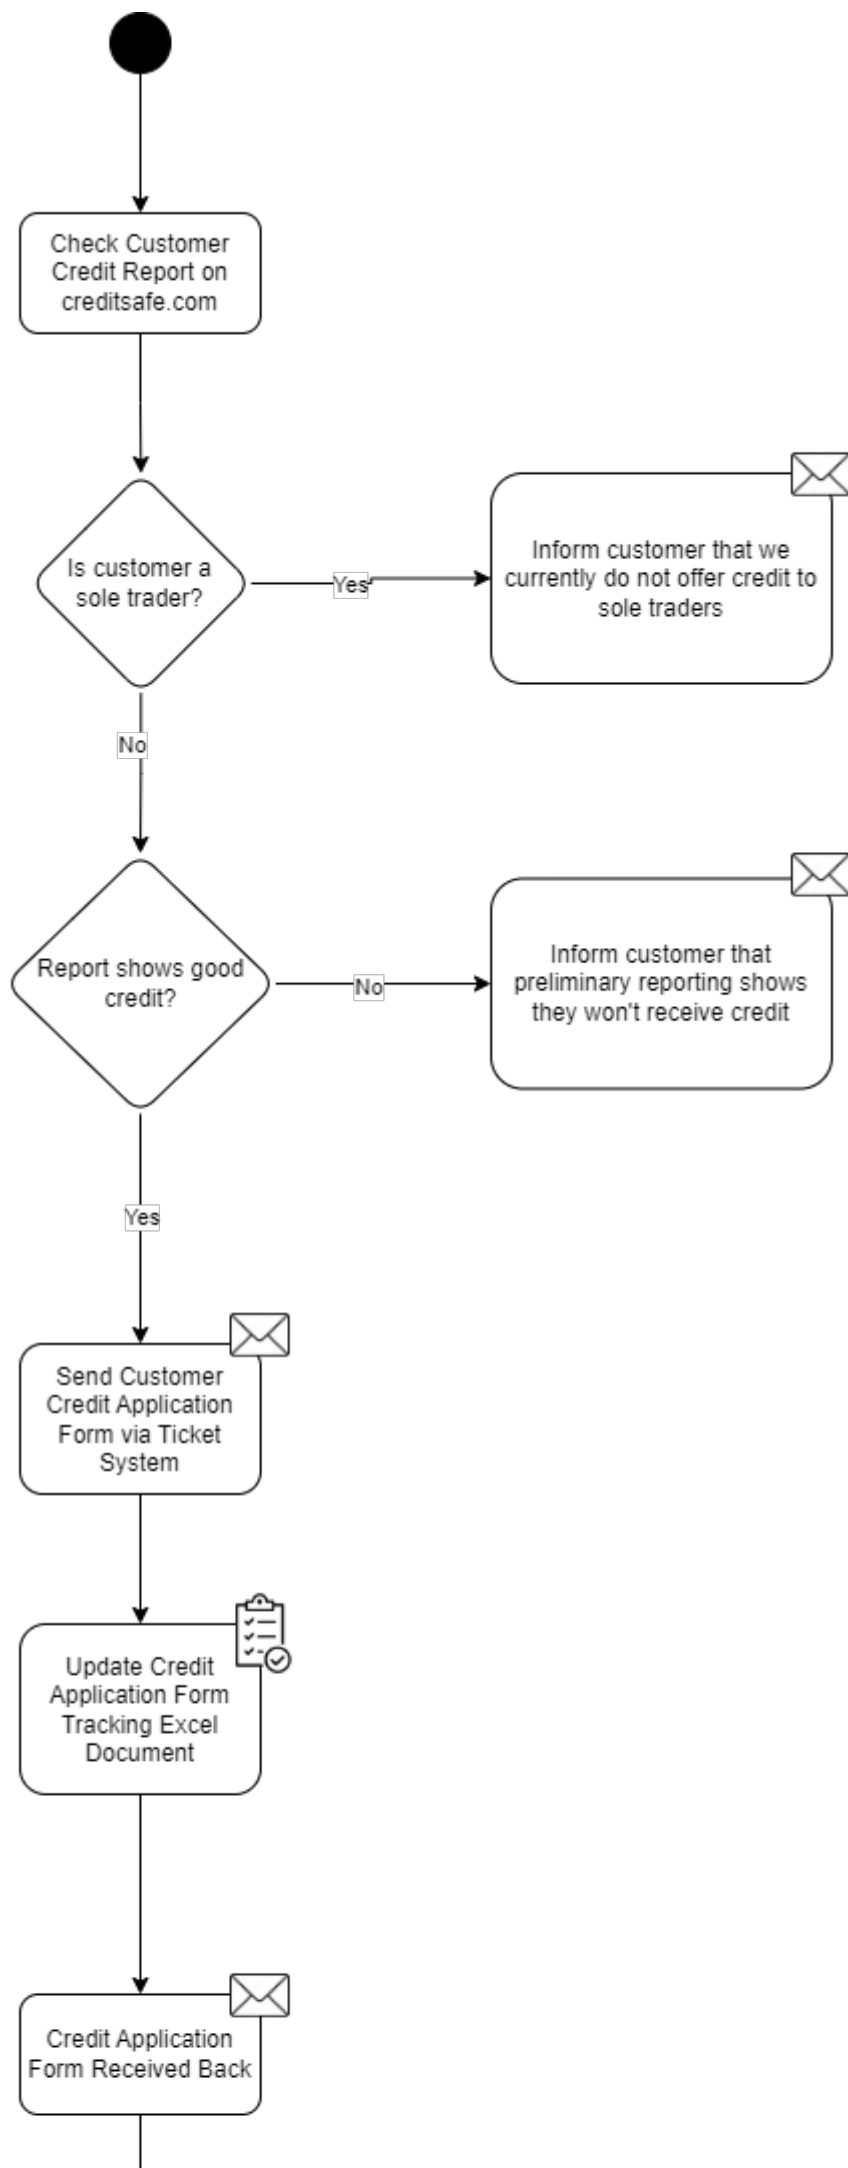 Check Customer
Credit Report on
creditsafe.com
Is customer a
sole trader?
Yes
Inform customer that we
currently do not offer credit to
sole traders
No
Report shows good
credit?
No
Inform customer that
preliminary reporting shows
they won't receive credit
Yes
Send Customer
Credit Application
Form via Ticket
System
Update Credit
Application Form
Tracking Excel
Document
Credit Application
Form Received Back